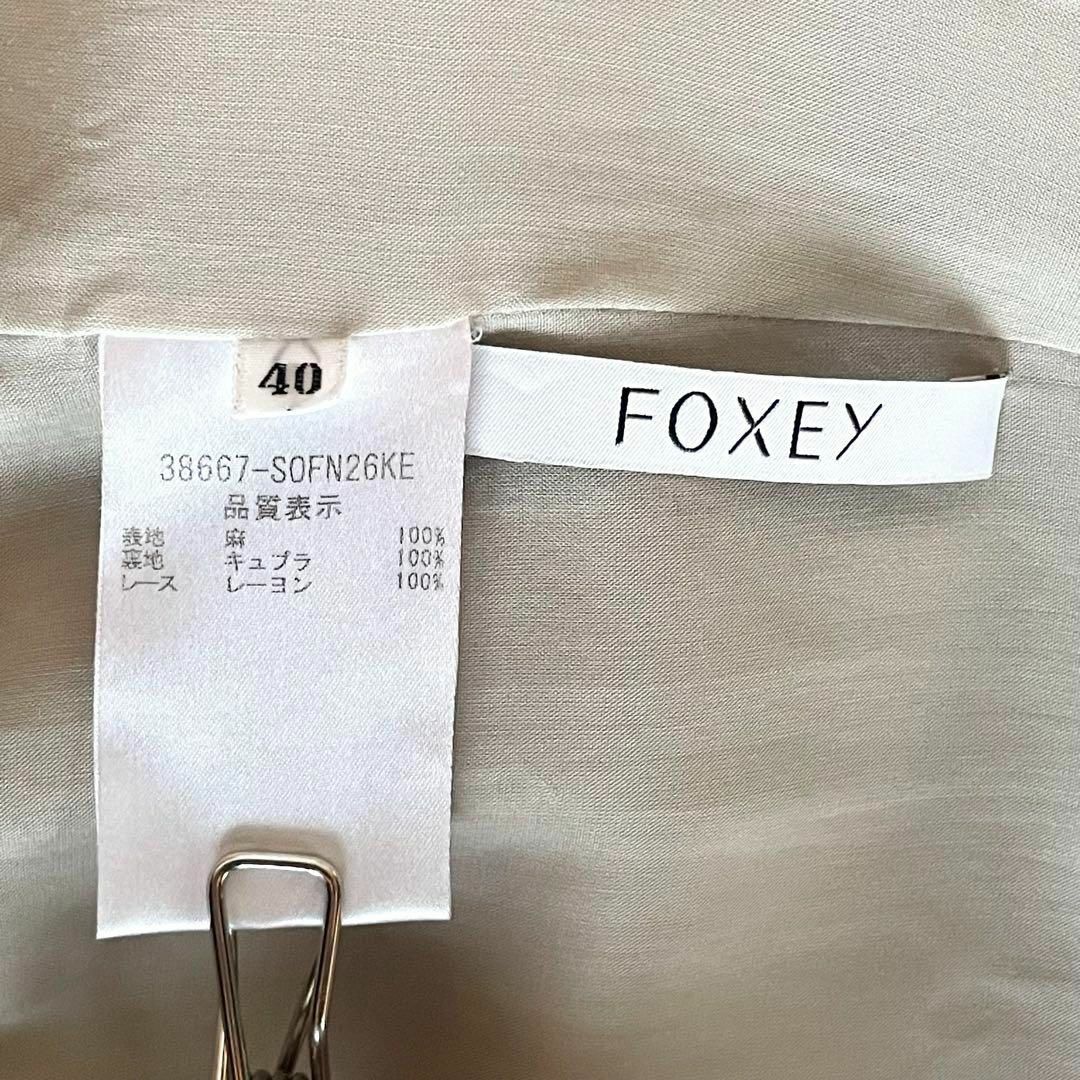 40
FOXEY
38667-SOFN26KE
品質表示
表地 麻 100%
裏地 キュプラ 100%
レース レーヨン 100%